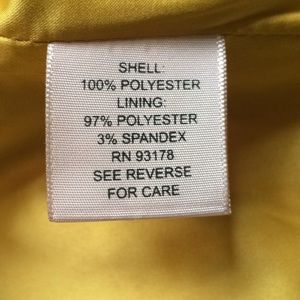 SHELL:
100% POLYESTER
LINING:
97% POLYESTER
3% SPANDEX
RN 93178
SEE REVERSE
FOR CARE